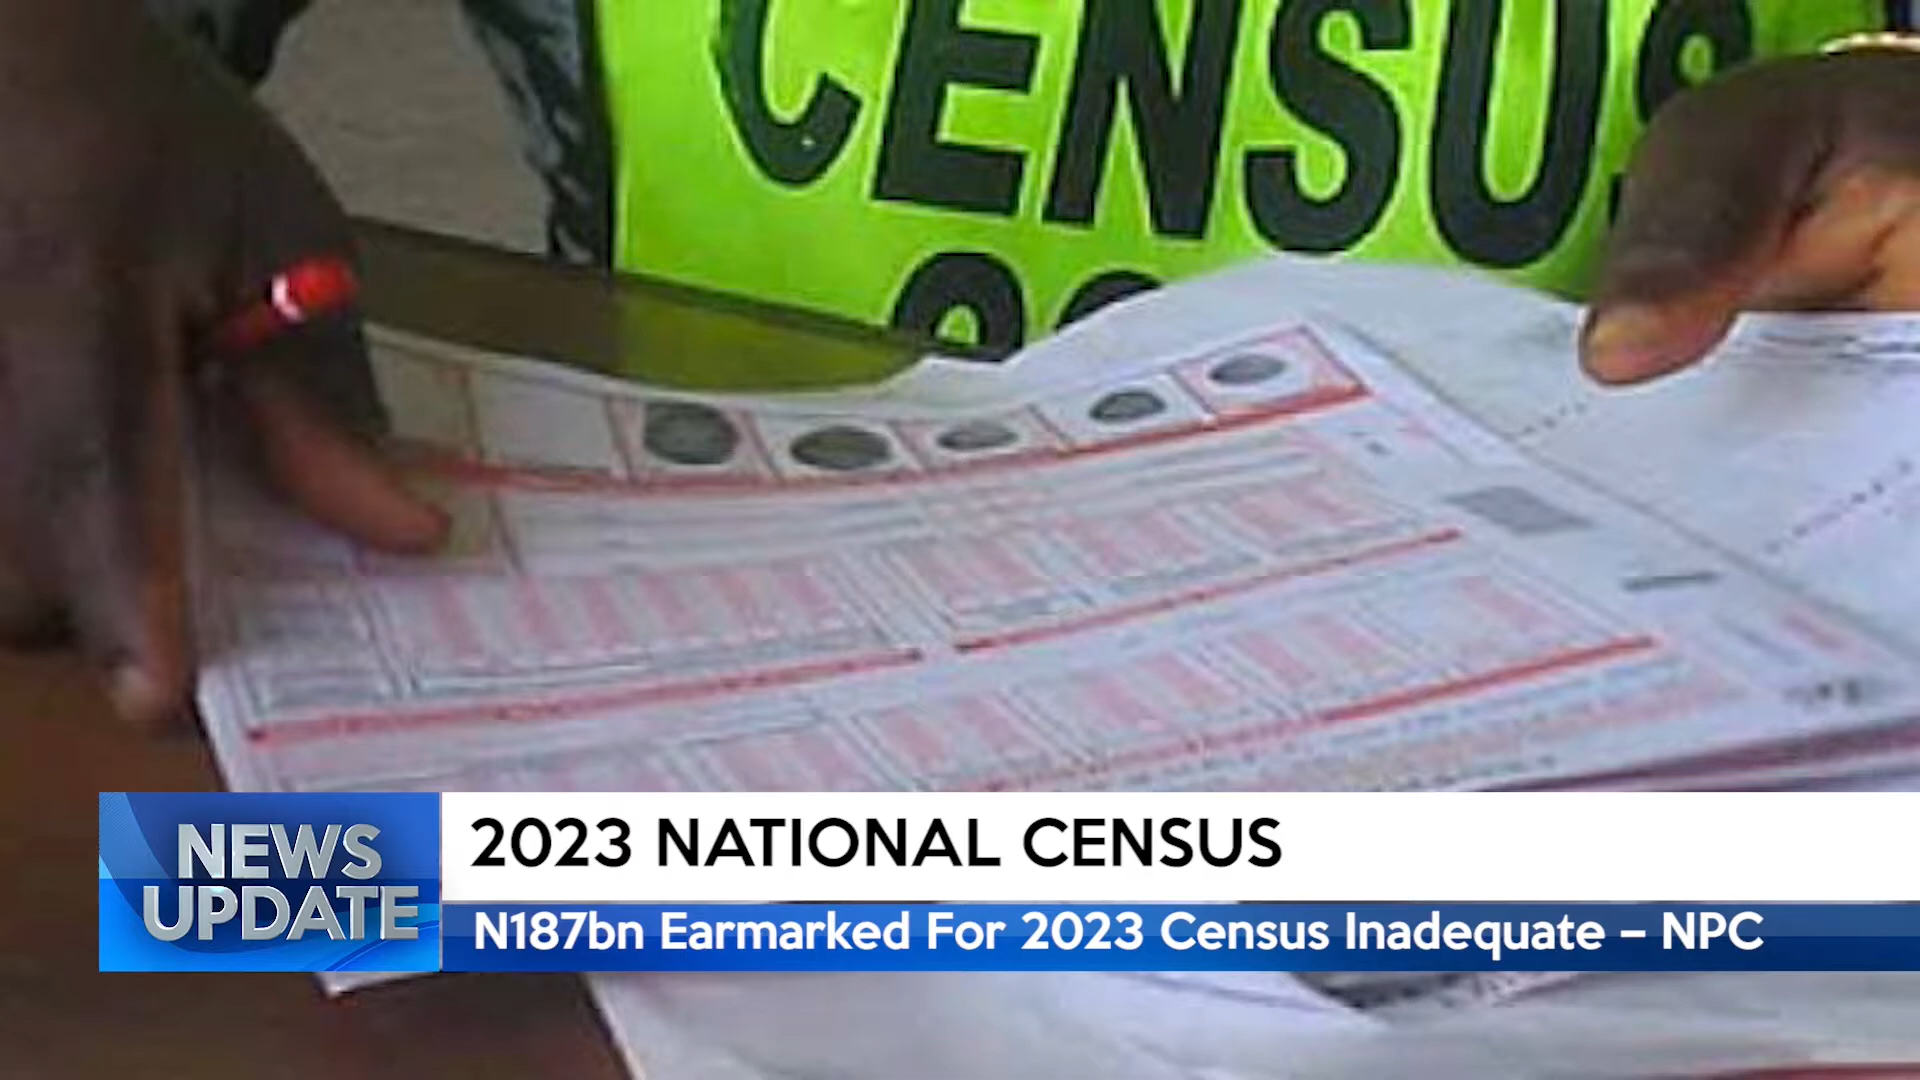 CENSUS
NEWS
UPDATE
2023 NATIONAL CENSUS
N187bn Earmarked For 2023 Census Inadequate – NPC